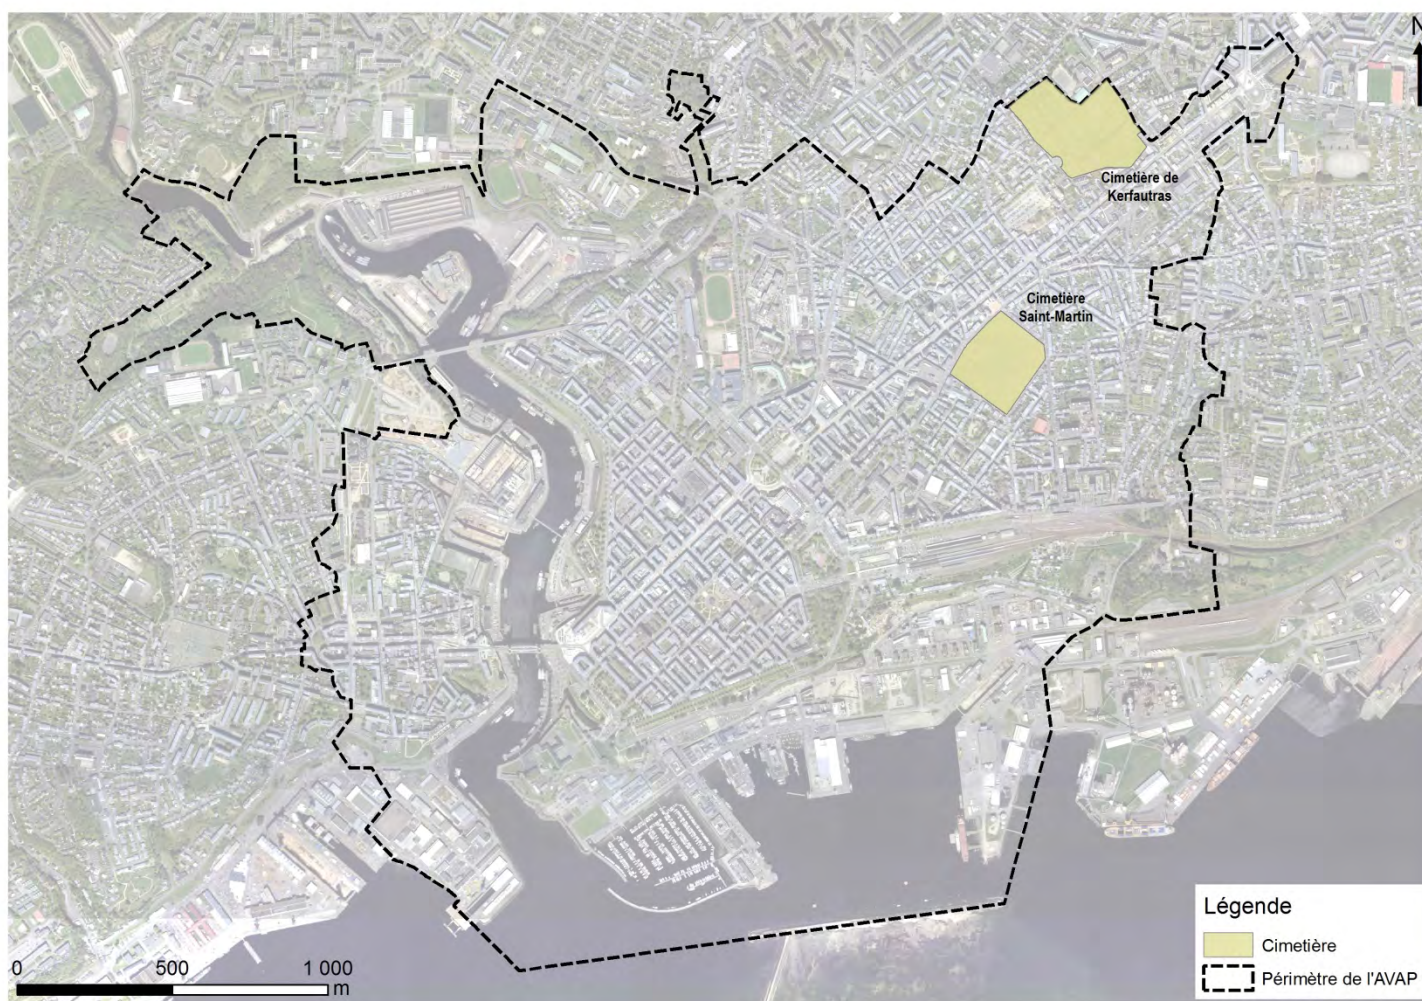 N
Cimetière de
Kerfautras
Cimetière
Saint-Martin
Légende
Cimetière
Périmètre de l'AVAP
0 500 1 000
m